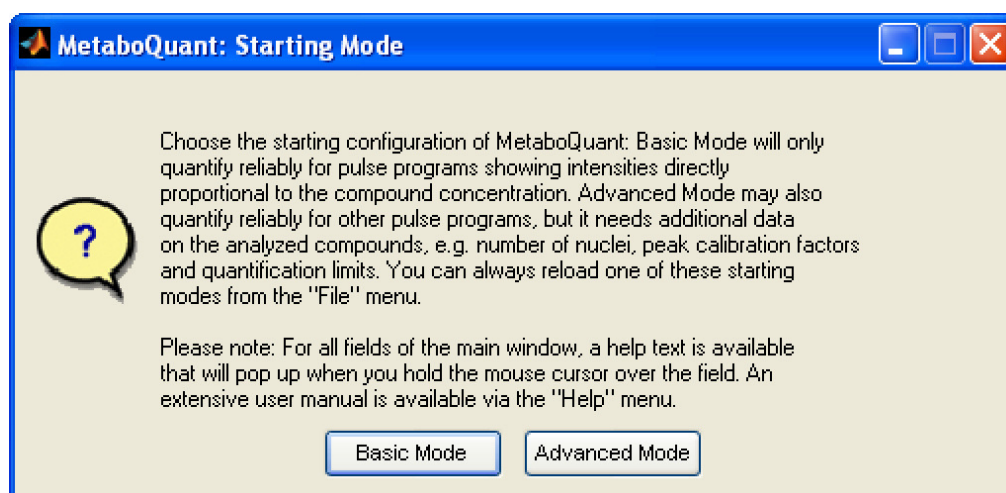 MetaboQuant: Starting Mode
Choose the starting configuration of MetaboQuant: Basic Mode will only
quantify reliably for pulse programs showing intensities directly
proportional to the compound concentration. Advanced Mode may also
quantify reliably for other pulse programs, but it needs additional data
on the analyzed compounds, e.g. number of nuclei, peak calibration factors
and quantification limits. You can always reload one of these starting
modes from the "File" menu.
?
Please note: For all fields of the main window, a help text is available
that will pop up when you hold the mouse cursor over the field. An
extensive user manual is available via the "Help" menu.
Basic Mode
Advanced Mode